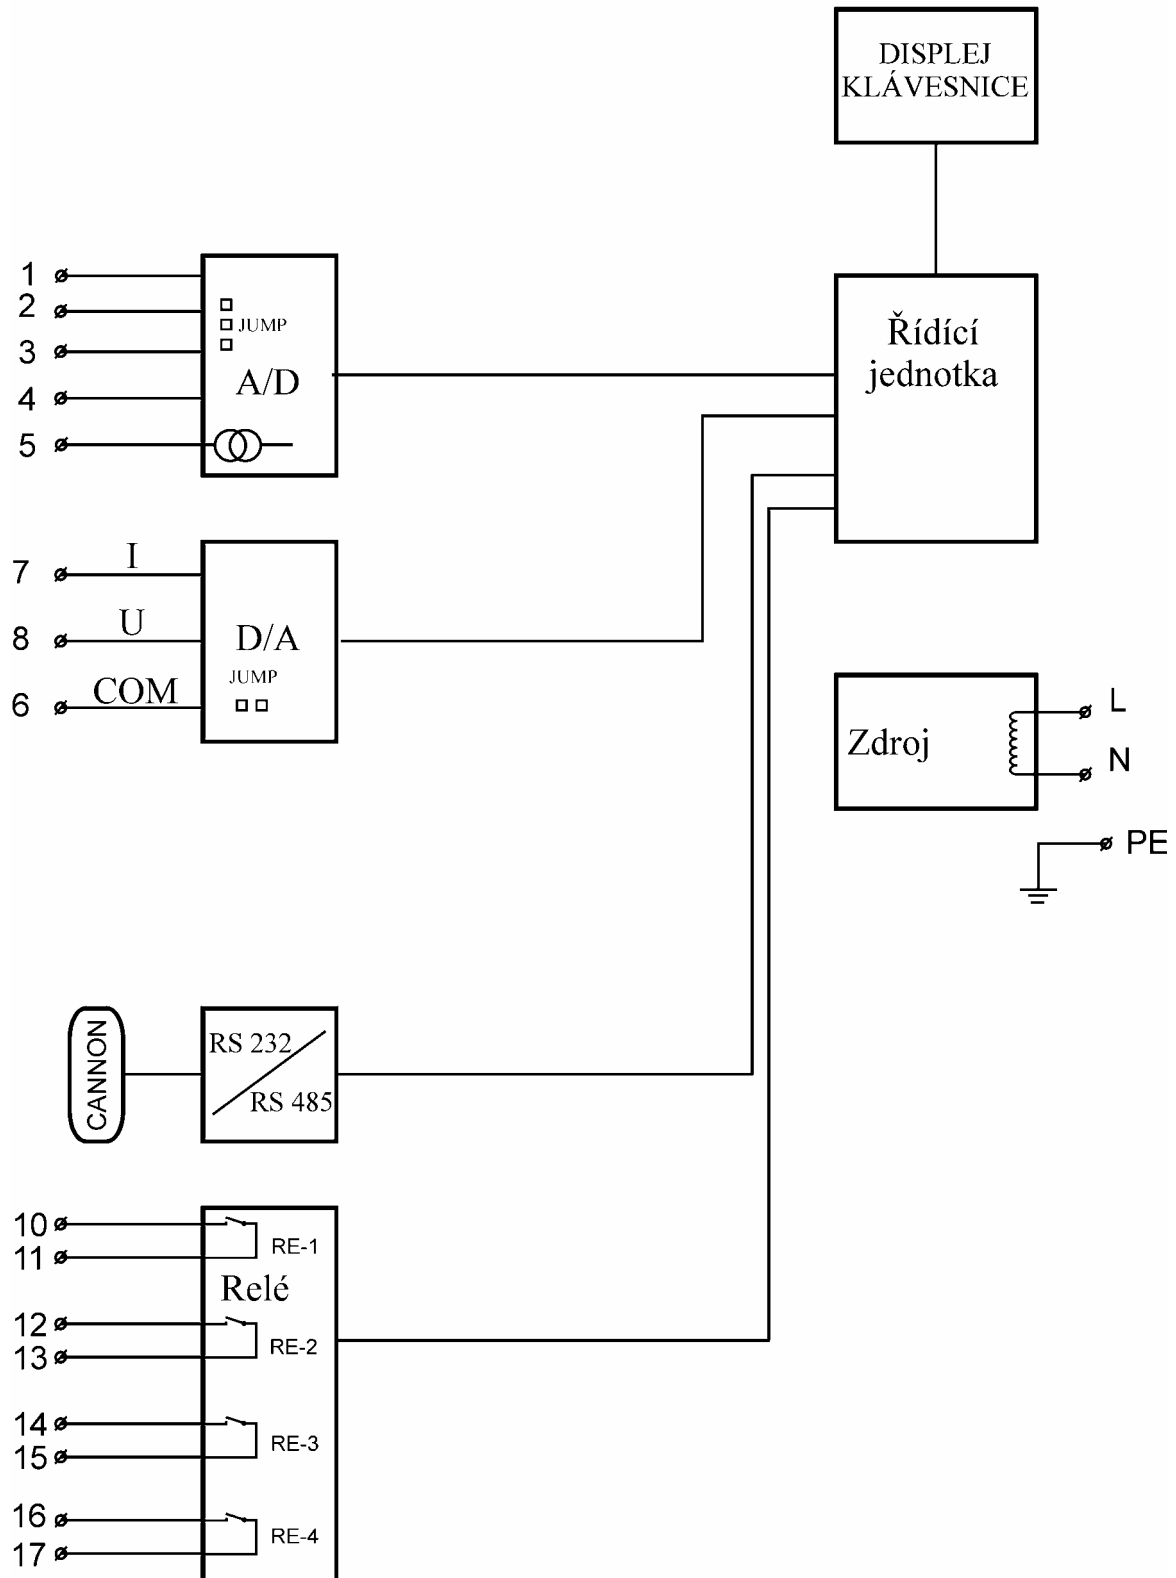 DISPLEJ
KLÁVESNICE
1
2
3
4
5
JUMP
A/D
Řídící
jednotka
7
I
8
U
6
COM
D/A
JUMP
Zdroj
L
N
PE
CANNON
RS 232
RS 485
10
11
RE-1
Relé
12
13
RE-2
14
15
RE-3
16
17
RE-4